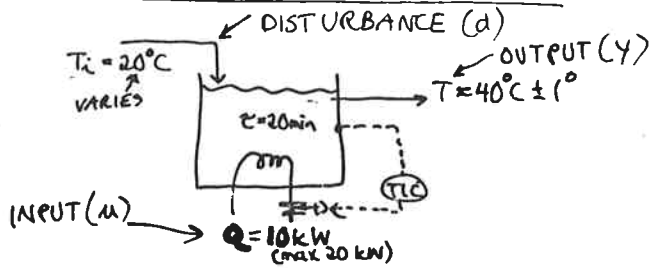 DISTURBANCE (d)
Ti = 20°C
VARIES
OUTPUT (Y)
T≈40°C ± 1°
τ=20min
TIC
INPUT (u)
Q = 10kW
(max 20 kW)